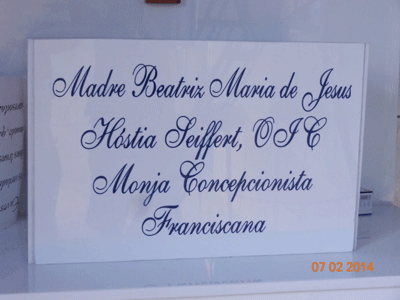 Madre Beatriz Maria de Jesus
Hóstia Seiffert, OIC
Monja Concepcionista
Franciscana
07 02 2014